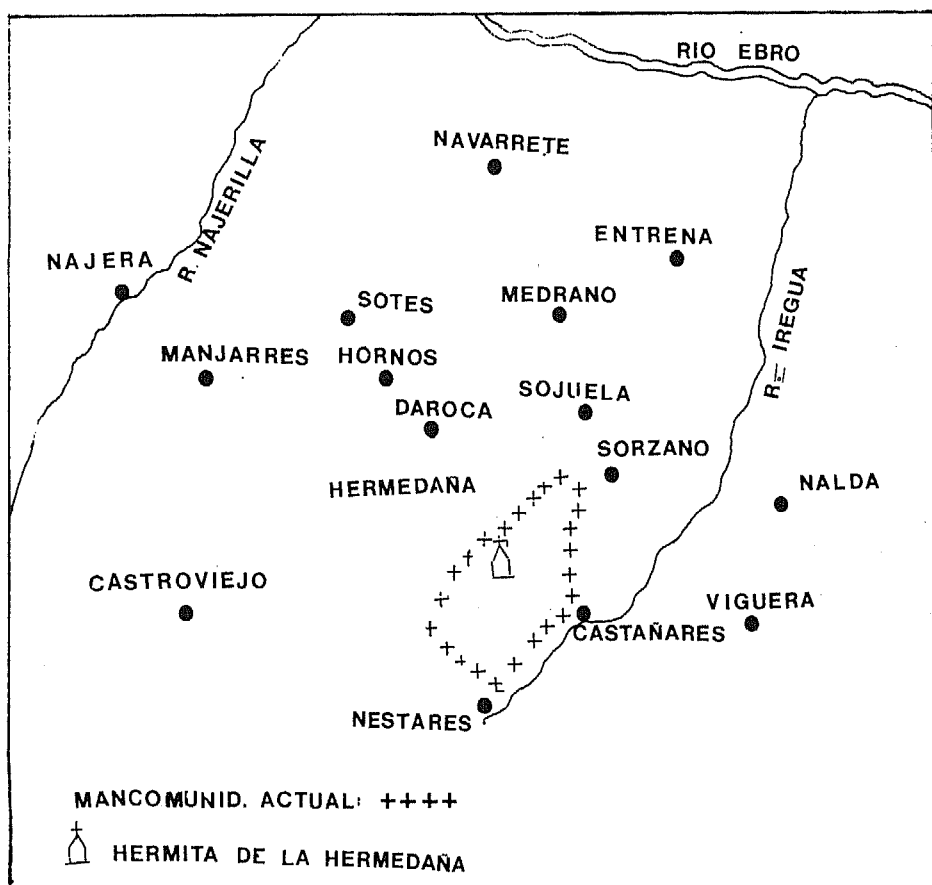 RIO EBRO
NAVARRETE
R. NAJERILLA
ENTRENA
NAJERA
MEDRANO
SOTES
R. IREGUA
MANJARRES
HORNOS
SOJUELA
DAROCA
SORZANO
HERMEDAÑA
NALDA
CASTROVIEJO
VIGUERA
CASTAÑARES
NESTARES
MANCOMUNID. ACTUAL: ++++
HERMITA DE LA HERMEDAÑA